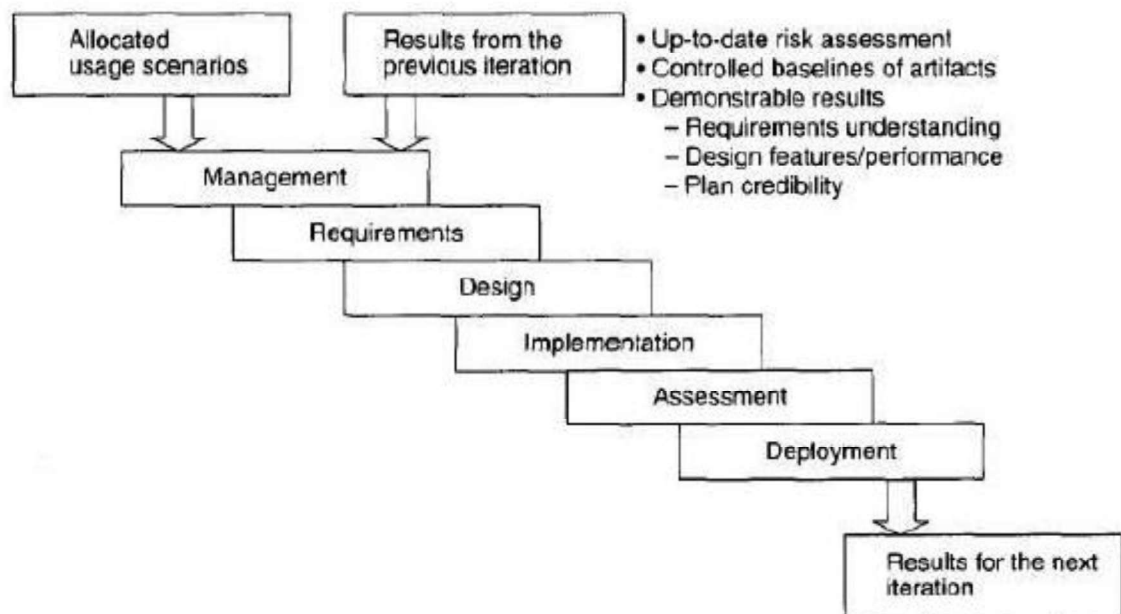 Allocated
usage scenarios
Results from the
previous iteration
• Up-to-date risk assessment
• Controlled baselines of artifacts
• Demonstrable results
– Requirements understanding
– Design features/performance
– Plan credibility
Management
Requirements
Design
Implementation
Assessment
Deployment
Results for the next
iteration